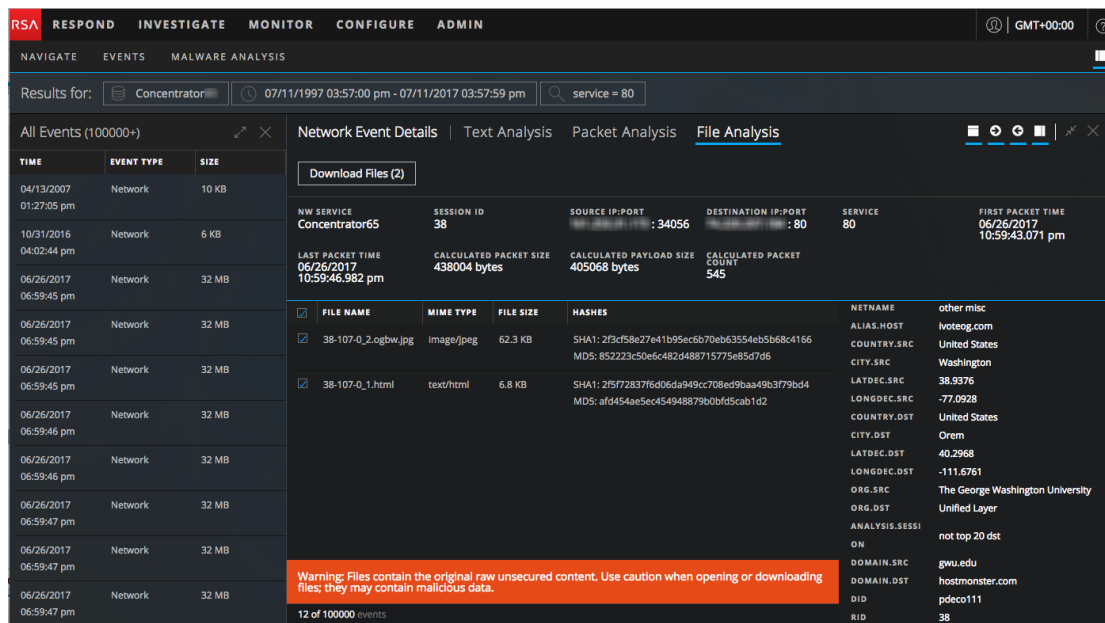 RSA RESPOND INVESTIGATE MONITOR CONFIGURE ADMIN GMT+00:00
NAVIGATE EVENTS MALWARE ANALYSIS
Results for: Concentrator 07/11/1997 03:57:00 pm - 07/11/2017 03:57:59 pm service = 80
All Events (100000+)
TIME EVENT TYPE SIZE
04/13/2007
01:27:05 pm
Network 10 KB
10/31/2016
04:02:44 pm
Network 6 KB
06/26/2017
06:59:45 pm
Network 32 MB
06/26/2017
06:59:45 pm
Network 32 MB
06/26/2017
06:59:45 pm
Network 32 MB
06/26/2017
06:59:46 pm
Network 32 MB
06/26/2017
06:59:46 pm
Network 32 MB
06/26/2017
06:59:47 pm
Network 32 MB
06/26/2017
06:59:47 pm
Network 32 MB
06/26/2017
06:59:47 pm
Network 32 MB
Network Event Details Text Analysis Packet Analysis File Analysis
Download Files (2)
NW SERVICE
Concentrator65
SESSION ID
38
SOURCE IP:PORT
: 34056
DESTINATION IP:PORT
: 80
SERVICE
80
FIRST PACKET TIME
06/26/2017
10:59:43.071 pm
LAST PACKET TIME
06/26/2017
10:59:46.982 pm
CALCULATED PACKET SIZE
438004 bytes
CALCULATED PAYLOAD SIZE
405068 bytes
CALCULATED PACKET
COUNT
545
FILE NAME MIME TYPE FILE SIZE HASHES
38-107-0_2.ogbw.jpg image/jpeg 62.3 KB SHA1: 2f3cf58e27e41b95ec6b70eb63554eb5b68c4166
MD5: 852223c50e6c482d488715775e85d7d6
38-107-0_1.html text/html 6.8 KB SHA1: 2f5f72837f6d06da949cc708ed9baa49b3f79bd4
MD5: afd454ae5ec454948879b0bfd5cab1d2
Warning: Files contain the original raw unsecured content. Use caution when opening or downloading
files; they may contain malicious data.
12 of 100000 events
NETNAME other misc
ALIAS.HOST ivoteog.com
COUNTRY.SRC United States
CITY.SRC Washington
LATDEC.SRC 38.9376
LONGDEC.SRC -77.0928
COUNTRY.DST United States
CITY.DST Orem
LATDEC.DST 40.2968
LONGDEC.DST -111.6761
ORG.SRC The George Washington University
ORG.DST Unified Layer
ANALYSIS.SESSI
ON
not top 20 dst
DOMAIN.SRC gwu.edu
DOMAIN.DST hostmonster.com
DID pdeco111
RID 38